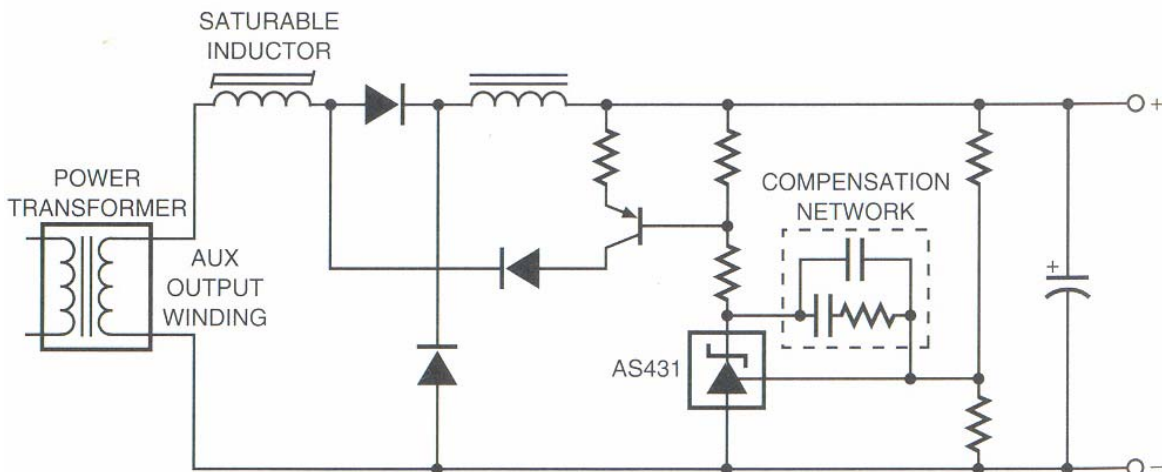 SATURABLE
INDUCTOR
+
POWER
TRANSFORMER
COMPENSATION
NETWORK
AUX
OUTPUT
WINDING
+
AS431
−